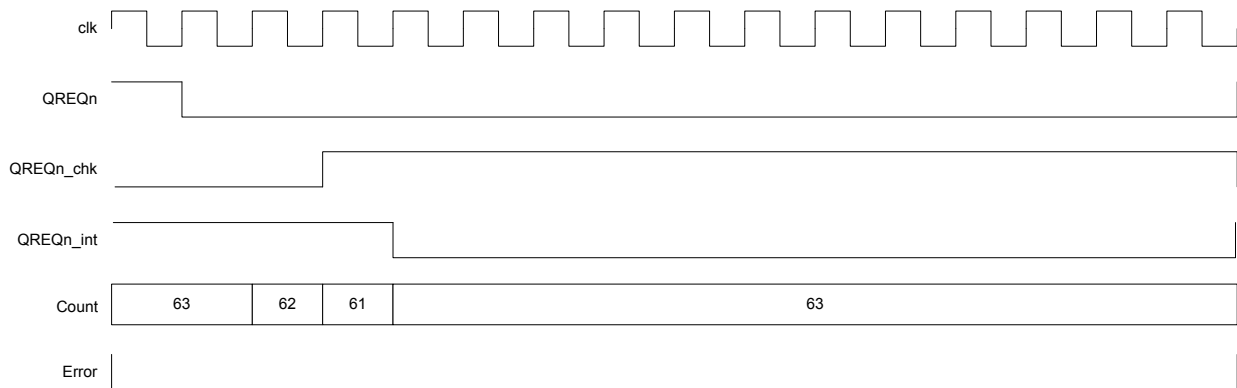 clk
QREQn
QREQn_chk
QREQn_int
Count 63 62 61 63
Error